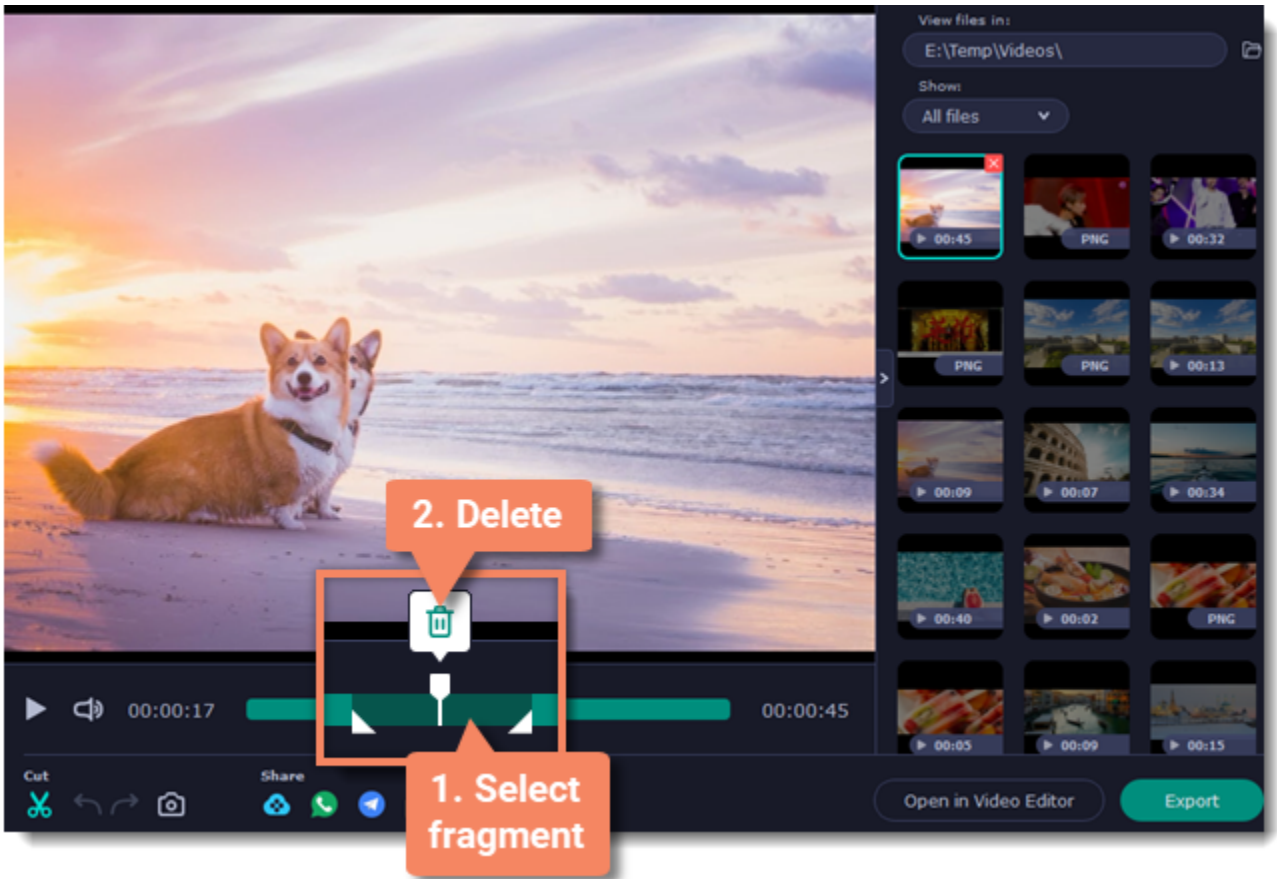 View files in:
E:\Temp\Videos\
Show:
All files
00:45
PNG
00:32
PNG
PNG
00:13
00:09
00:07
00:34
00:40
00:02
PNG
00:05
00:09
00:15
2. Delete
00:00:17
00:00:45
1. Select
fragment
Cut
Share
Open in Video Editor
Export